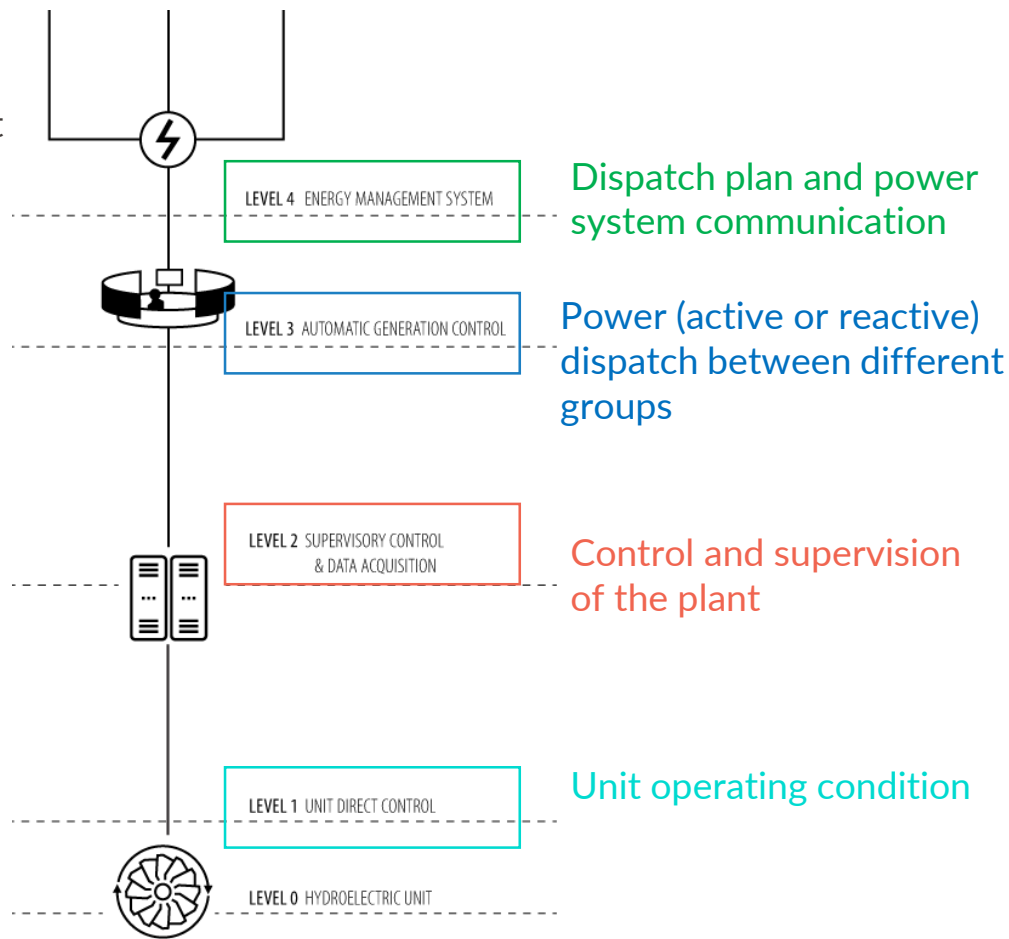 t
LEVEL 4 ENERGY MANAGEMENT SYSTEM
Dispatch plan and power
system communication
LEVEL 3 AUTOMATIC GENERATION CONTROL
Power (active or reactive)
dispatch between different
groups
LEVEL 2 SUPERVISORY CONTROL
& DATA ACQUISITION
Control and supervision
of the plant
... ...
LEVEL 1 UNIT DIRECT CONTROL
Unit operating condition
LEVEL 0 HYDROELECTRIC UNIT